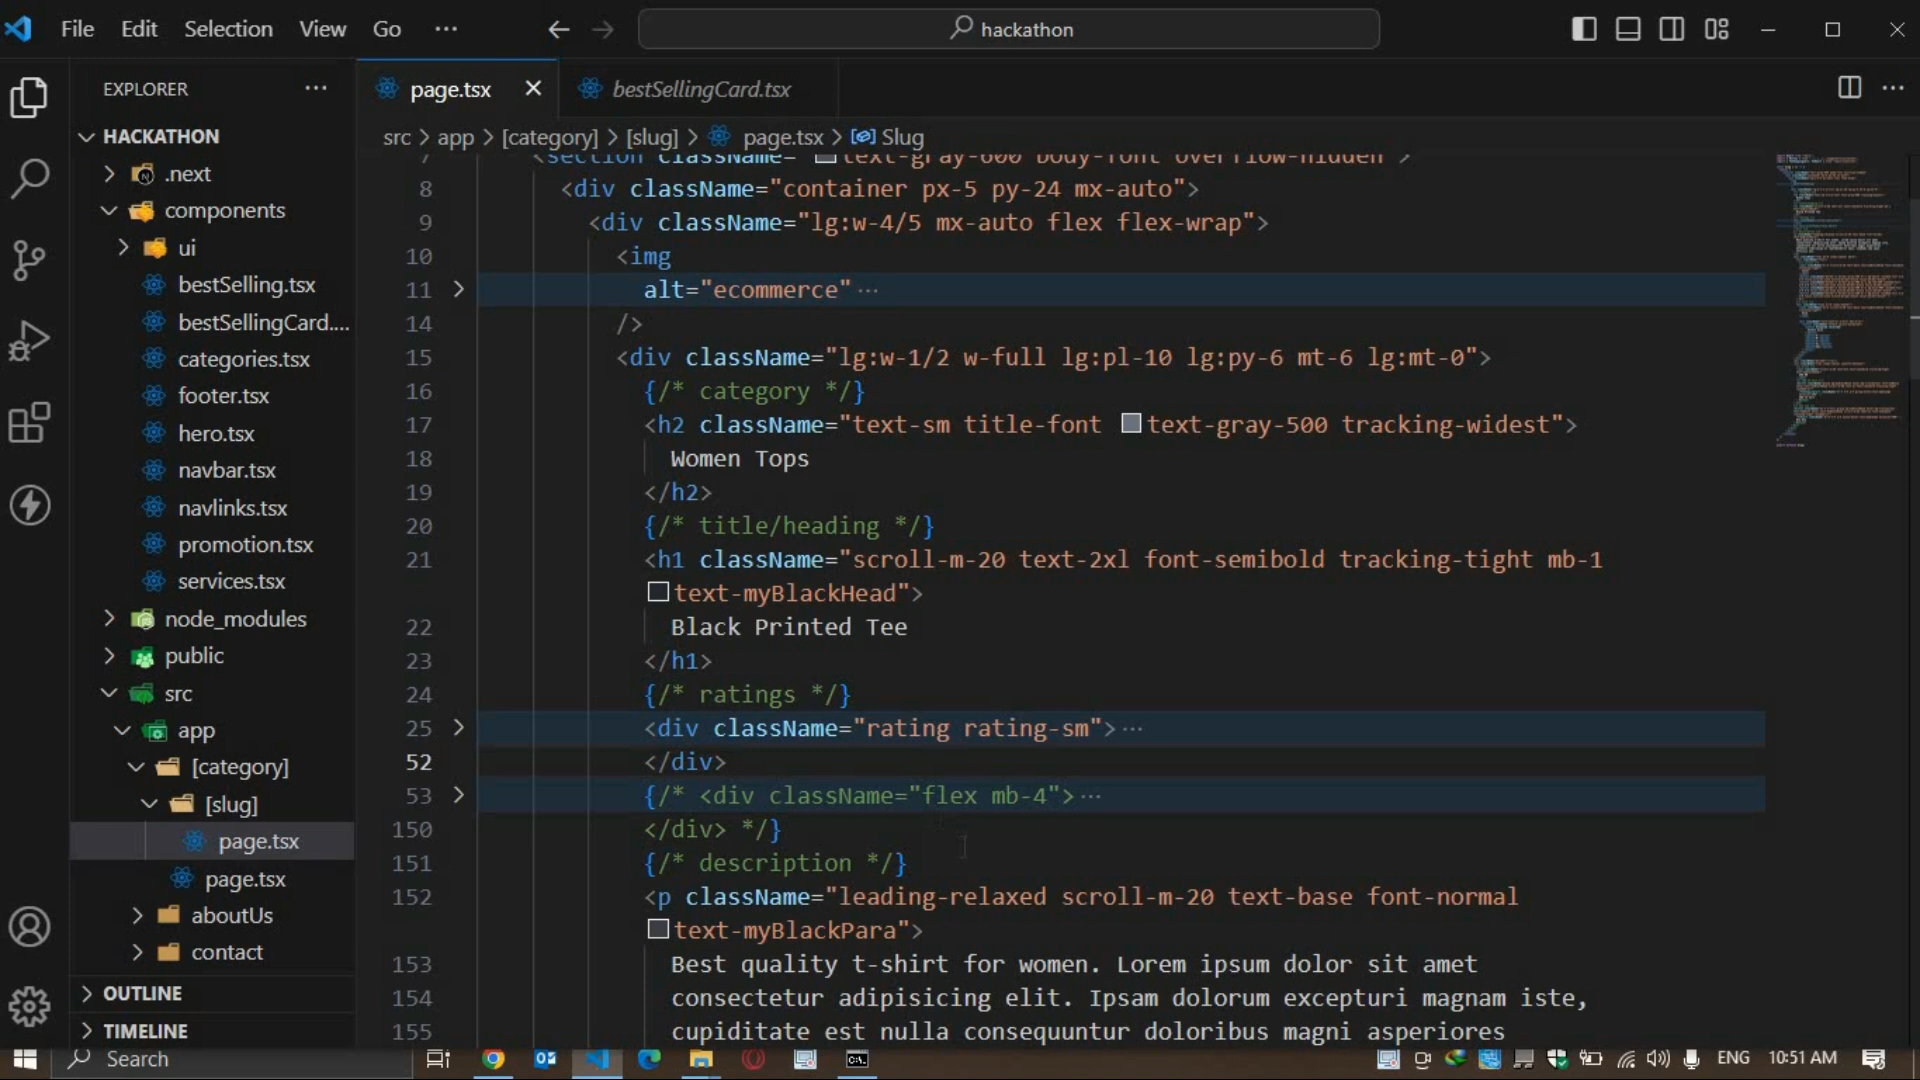 File Edit Selection View Go ···
hackathon
EXPLORER ···
HACKATHON
.next
components
ui
bestSelling.tsx
bestSellingCard....
categories.tsx
footer.tsx
hero.tsx
navbar.tsx
navlinks.tsx
promotion.tsx
services.tsx
node_modules
public
src
app
[category]
[slug]
page.tsx
page.tsx
aboutUs
contact
OUTLINE
TIMELINE
page.tsx
bestSellingCard.tsx
src > app > [category] > [slug] > page.tsx > Slug
7 <section className="text-gray-600 body-font overflow-hidden">
8 <div className="container px-5 py-24 mx-auto">
9 <div className="lg:w-4/5 mx-auto flex flex-wrap">
10 <img
11 alt="ecommerce" ···
14 />
15 <div className="lg:w-1/2 w-full lg:pl-10 lg:py-6 mt-6 lg:mt-0">
16 {/* category */}
17 <h2 className="text-sm title-font text-gray-500 tracking-widest">
18 Women Tops
19 </h2>
20 {/* title/heading */}
21 <h1 className="scroll-m-20 text-2xl font-semibold tracking-tight mb-1
text-myBlackHead">
22 Black Printed Tee
23 </h1>
24 {/* ratings */}
25 <div className="rating rating-sm"> ···
52 </div>
53 {/* <div className="flex mb-4"> ···
150 </div> */}
151 {/* description */}
152 <p className="leading-relaxed scroll-m-20 text-base font-normal
text-myBlackPara">
153 Best quality t-shirt for women. Lorem ipsum dolor sit amet
154 consectetur adipisicing elit. Ipsam dolorum excepturi magnam iste,
155 cupiditate est nulla consequuntur doloribus magni asperiores
Search
ENG 10:51 AM